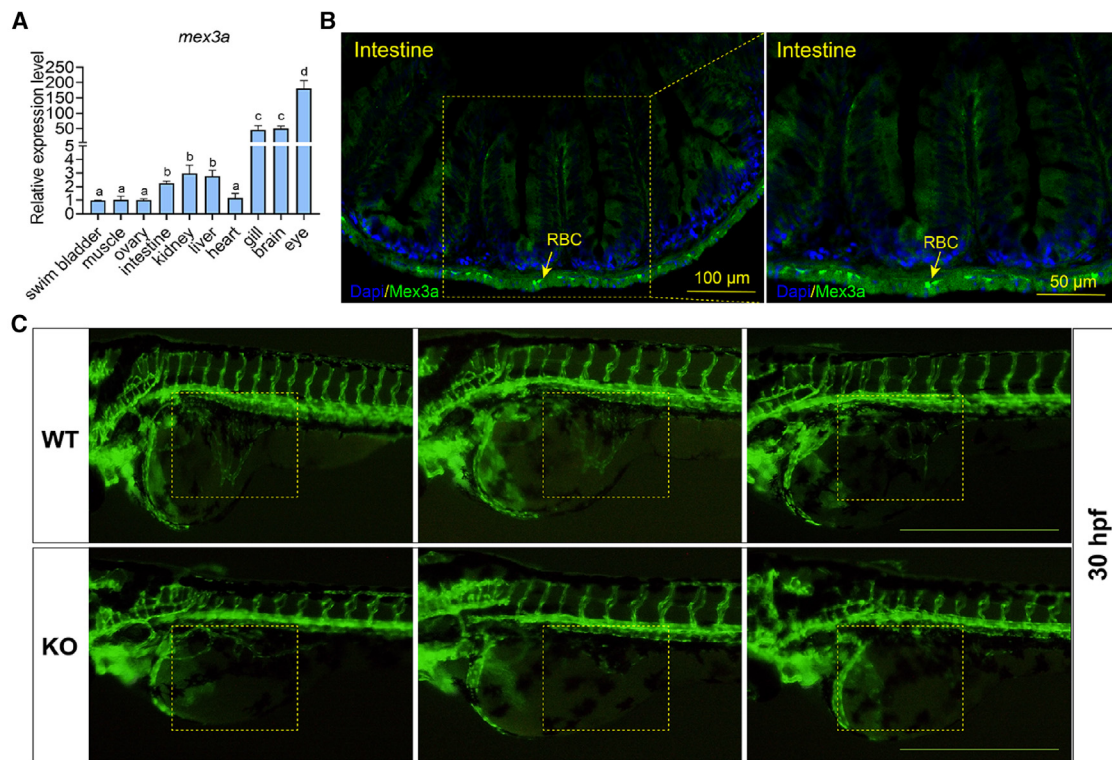 A
mex3a
Relative expression level
250
200
150
100
50
5
4
3
2
1
0
a
a
a
b
b
b
a
c
c
d
swim bladder
muscle
ovary
intestine
kidney
liver
heart
gill
brain
eye
B
Intestine
RBC
100 µm
Dapi/Mex3a
Intestine
RBC
50 µm
Dapi/Mex3a
C
WT
KO
30 hpf